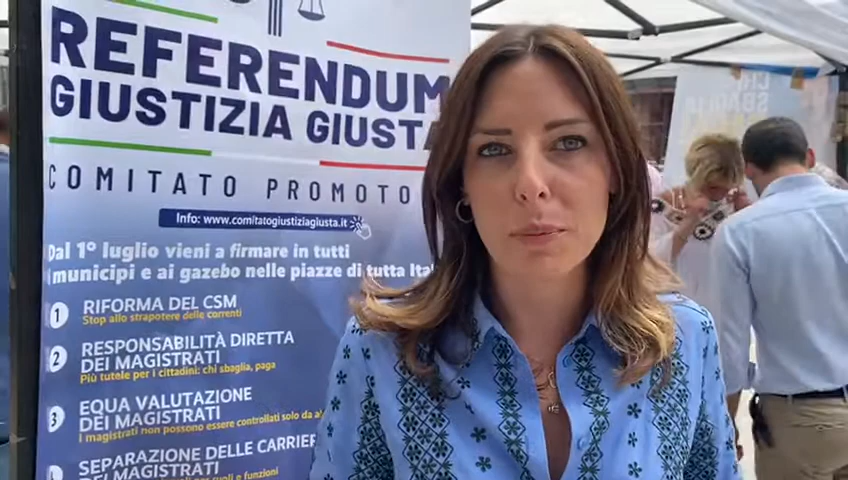 REFERENDUM
GIUSTIZIA GIUSTA
COMITATO PROMOTO
Info: www.comitatogiustiziagiusta.it
Dal 1º luglio vieni a firmare in tutti
i municipi e ai gazebo nelle piazze di tutta Itali
1 RIFORMA DEL CSM
Stop allo strapotere delle correnti
2 RESPONSABILITÀ DIRETTA
DEI MAGISTRATI
Più tutele per i cittadini: chi sbaglia, paga
3 EQUA VALUTAZIONE
DEI MAGISTRATI
I magistrati non possono essere controllati solo da
SEPARAZIONE DELLE CARRIE
DEI MAGISTRATI